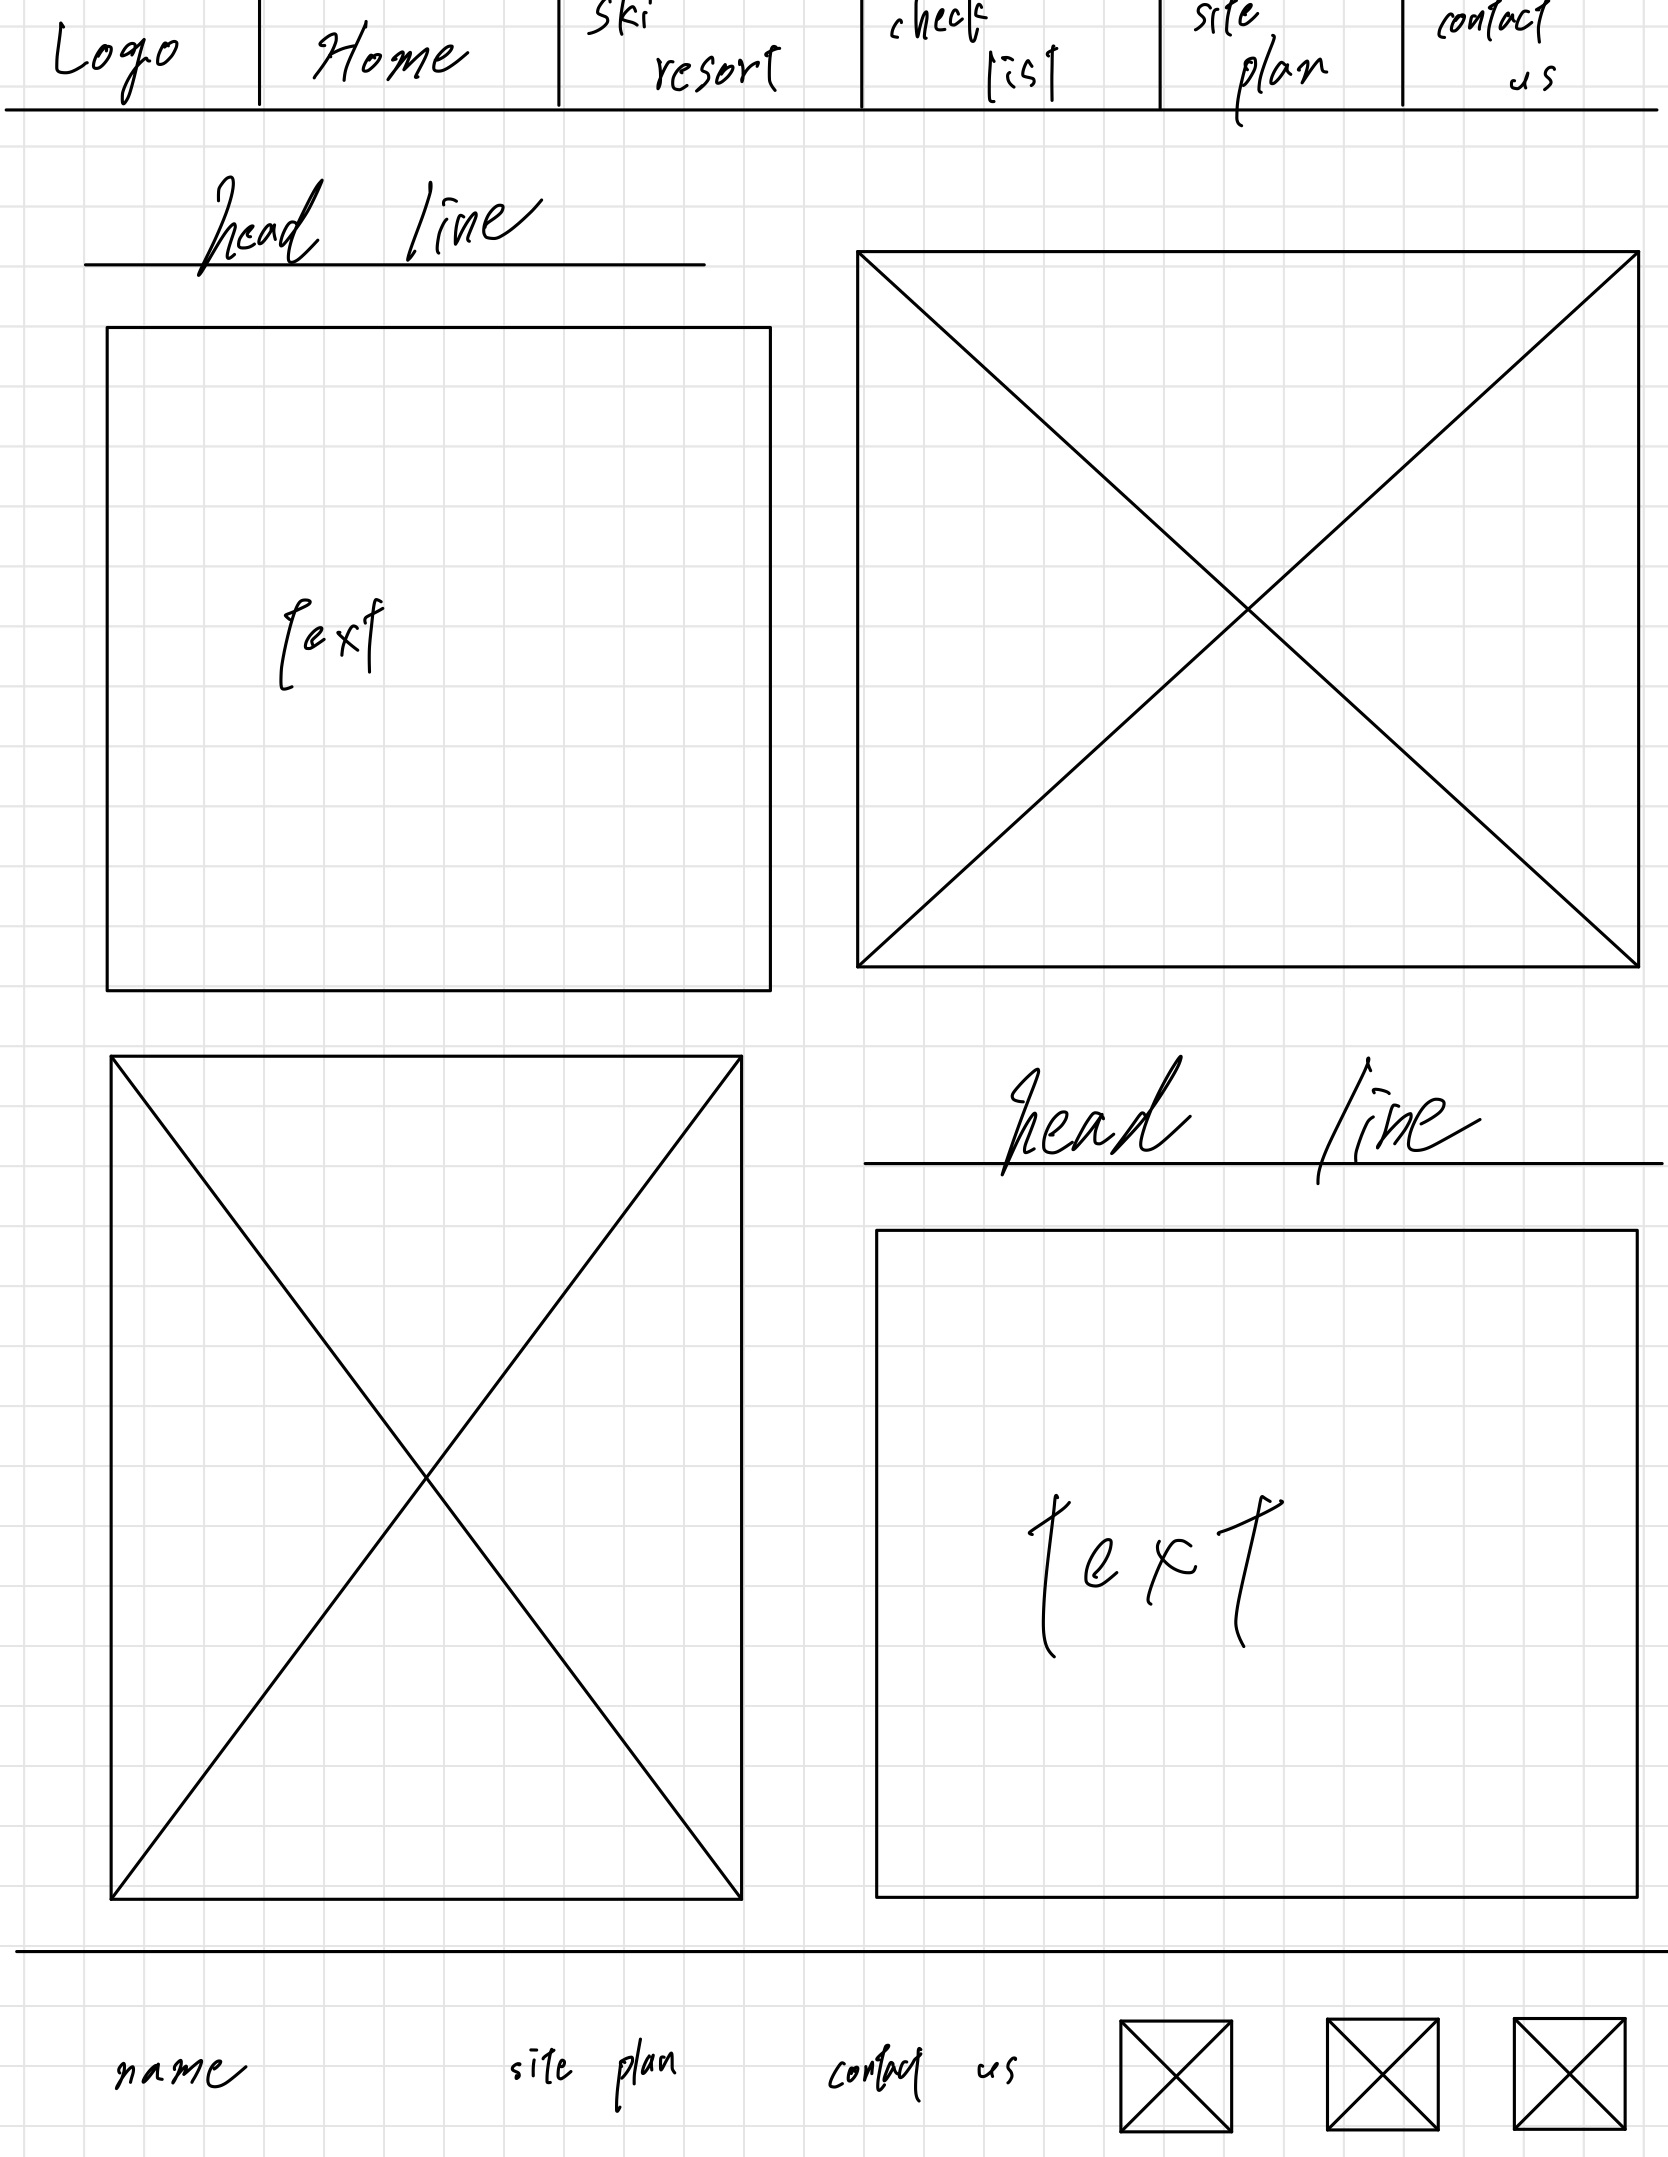 Logo
Home
ski
resort
check
list
site
plan
contact
us
head line
text
head line
text
name
site plan
contact us